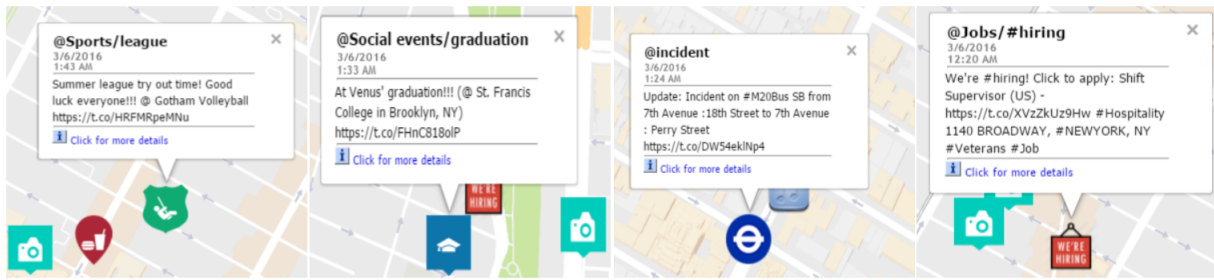 @Sports/league
3/6/2016
1:43 AM
Summer league try out time! Good
luck everyone!!! @ Gotham Volleyball
https://t.co/HRFMRpeMNu
Click for more details
@Social events/graduation
3/6/2016
1:33 AM
At Venus' graduation!!! (@ St. Francis
College in Brooklyn, NY)
https://t.co/FHnC818olP
Click for more details
WE'RE
HIRING
@incident
3/6/2016
1:24 AM
Update: Incident on #M20Bus SB from
7th Avenue :18th Street to 7th Avenue
: Perry Street
https://t.co/DW54eklNp4
Click for more details
@Jobs/#hiring
3/6/2016
12:20 AM
We're #hiring! Click to apply: Shift
Supervisor (US) -
https://t.co/XVzZkUz9Hw #Hospitality
1140 BROADWAY, #NEWYORK, NY
#Veterans #Job
Click for more details
WE'RE
HIRING